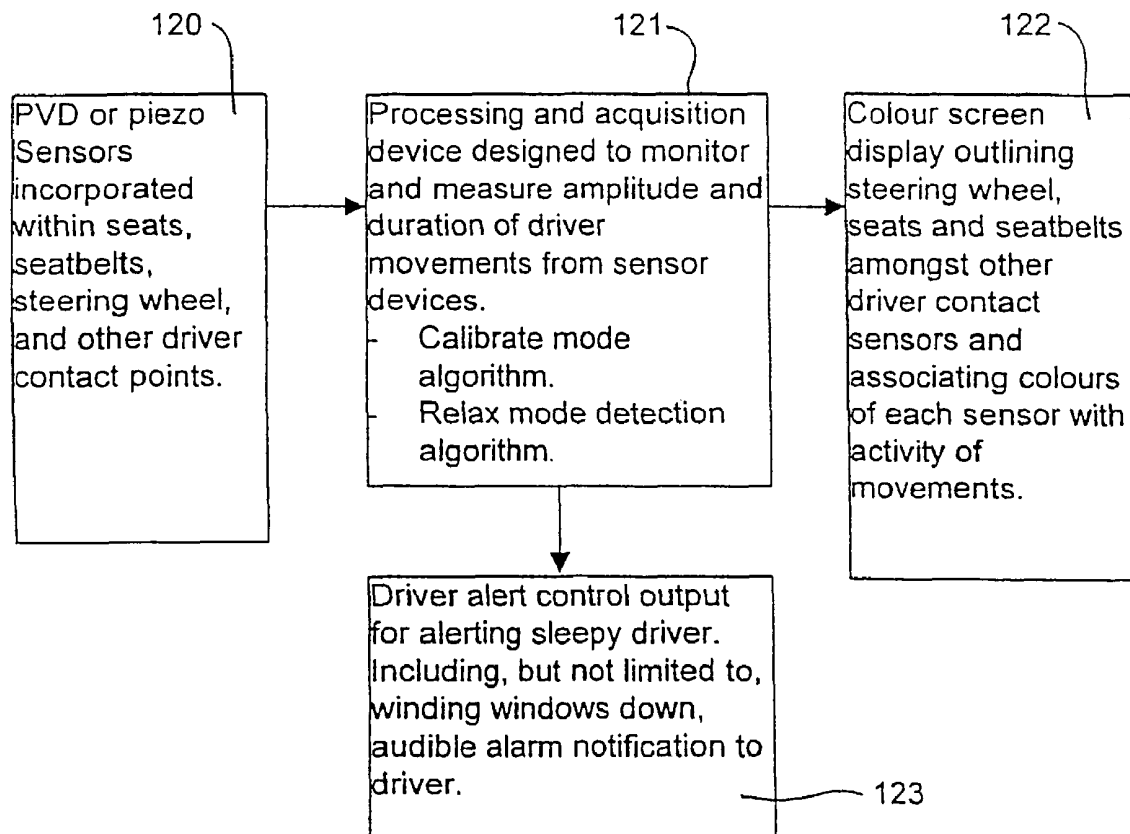 120
121
122
PVD or piezo
Sensors
incorporated
within seats,
seatbelts,
steering wheel,
and other driver
contact points.
Processing and acquisition
device designed to monitor
and measure amplitude and
duration of driver
movements from sensor
devices.
- Calibrate mode
algorithm.
- Relax mode detection
algorithm.
Colour screen
display outlining
steering wheel,
seats and seatbelts
amongst other
driver contact
sensors and
associating colours
of each sensor with
activity of
movements.
Driver alert control output
for alerting sleepy driver.
Including, but not limited to,
winding windows down,
audible alarm notification to
driver.
123